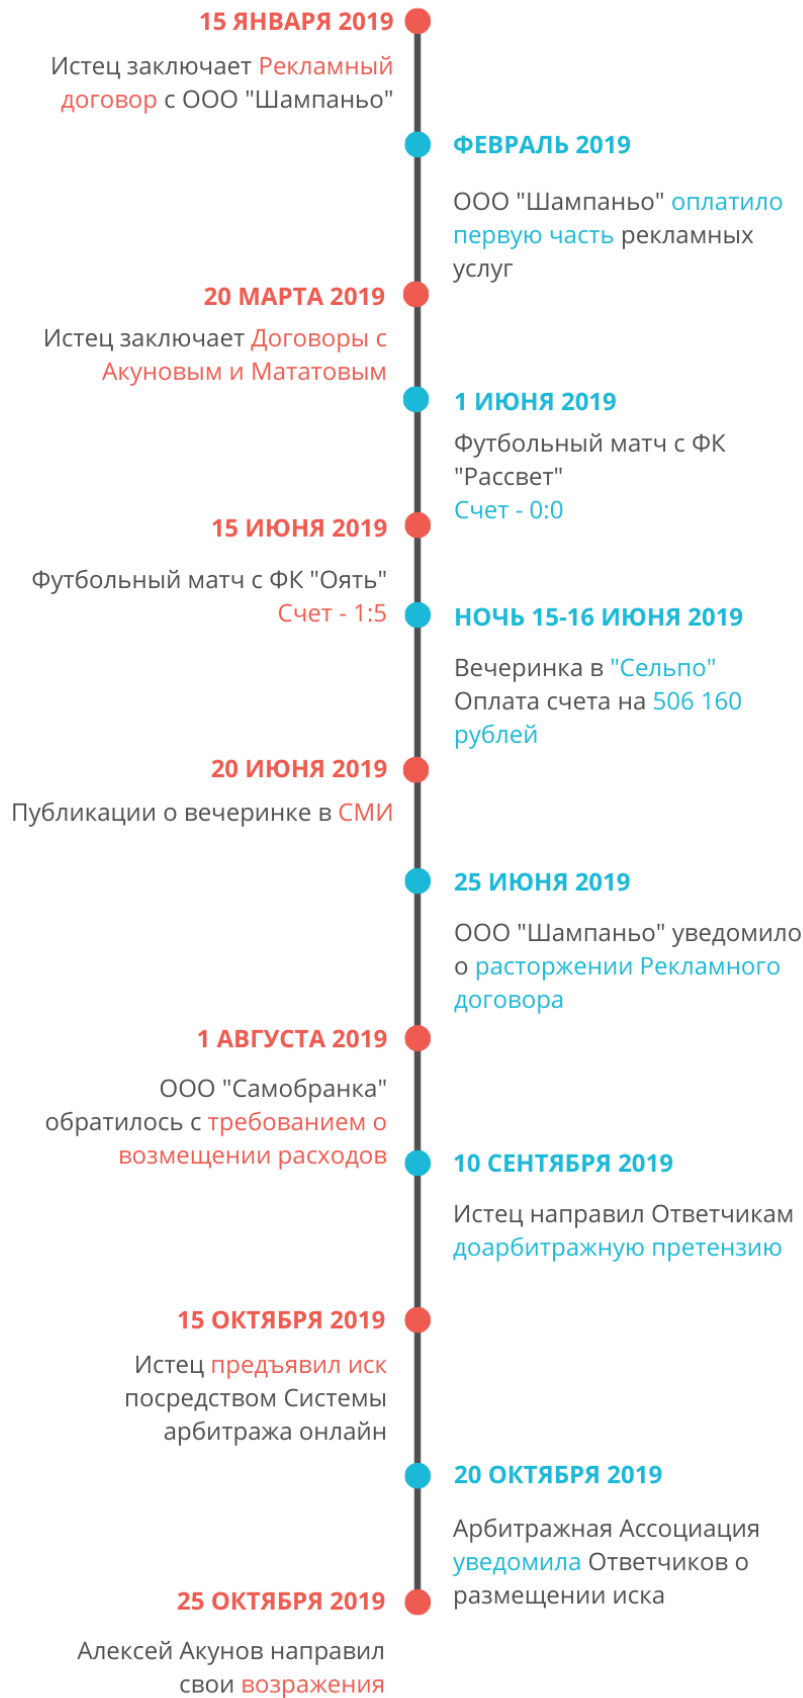 15 ЯНВАРЯ 2019
Истец заключает Рекламный
договор с ООО "Шампаньо"
ФЕВРАЛЬ 2019
ООО "Шампаньо" оплатило
первую часть рекламных
услуг
20 МАРТА 2019
Истец заключает Договоры с
Акуновым и Мататовым
1 ИЮНЯ 2019
Футбольный матч с ФК
"Рассвет"
Счет - 0:0
15 ИЮНЯ 2019
Футбольный матч с ФК "Оять"
Счет - 1:5
НОЧЬ 15-16 ИЮНЯ 2019
Вечеринка в "Сельпо"
Оплата счета на 506 160
рублей
20 ИЮНЯ 2019
Публикации о вечеринке в СМИ
25 ИЮНЯ 2019
ООО "Шампаньо" уведомило
о расторжении Рекламного
договора
1 АВГУСТА 2019
ООО "Самобранка"
обратилось с требованием о
возмещении расходов
10 СЕНТЯБРЯ 2019
Истец направил Ответчикам
доарбитражную претензию
15 ОКТЯБРЯ 2019
Истец предъявил иск
посредством Системы
арбитража онлайн
20 ОКТЯБРЯ 2019
Арбитражная Ассоциация
уведомила Ответчиков о
размещении иска
25 ОКТЯБРЯ 2019
Алексей Акунов направил
свои возражения